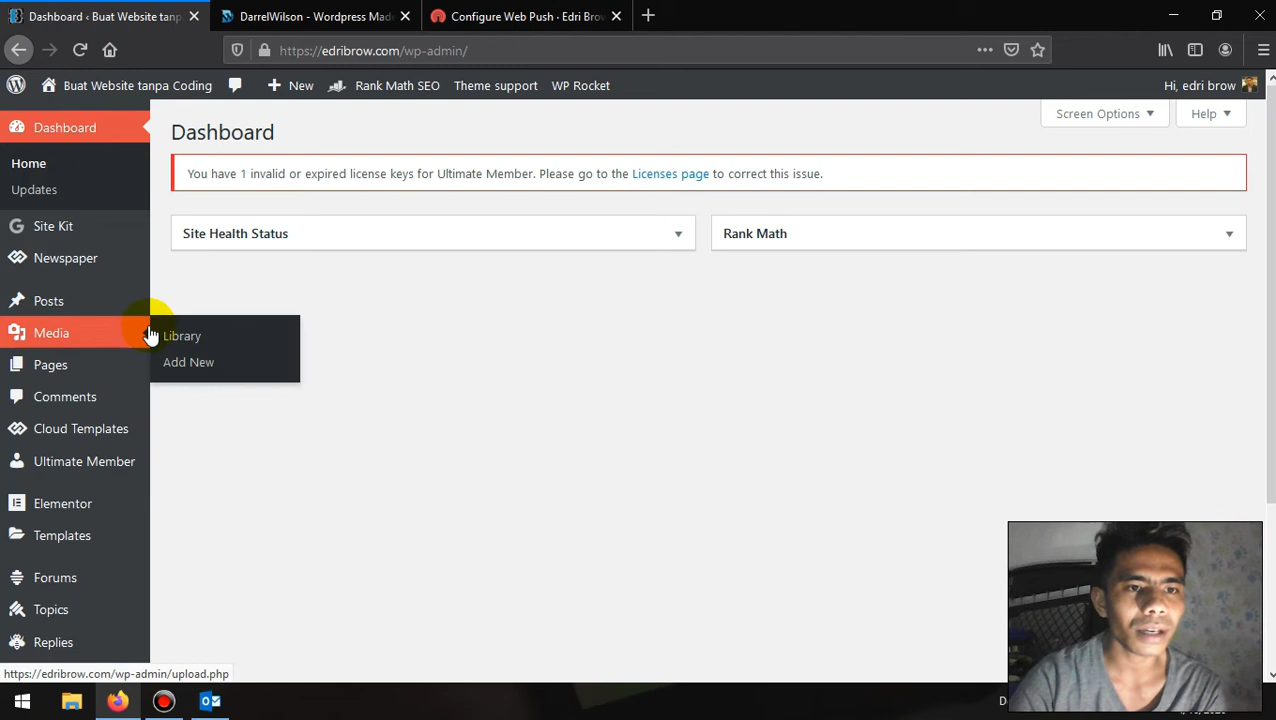 Dashboard ‹ Buat Website tanp
DarrelWilson - Wordpress Mad
Configure Web Push · Edri Brow
https://edribrow.com/wp-admin/
Buat Website tanpa Coding
New
Rank Math SEO
Theme support
WP Rocket
Hi, edri brow
Dashboard
Home
Updates
Site Kit
Newspaper
Posts
Media
Pages
Comments
Cloud Templates
Ultimate Member
Elementor
Templates
Forums
Topics
Replies
Library
Add New
Dashboard
Screen Options
Help
You have 1 invalid or expired license keys for Ultimate Member. Please go to the Licenses page to correct this issue.
Site Health Status
Rank Math
https://edribrow.com/wp-admin/upload.php